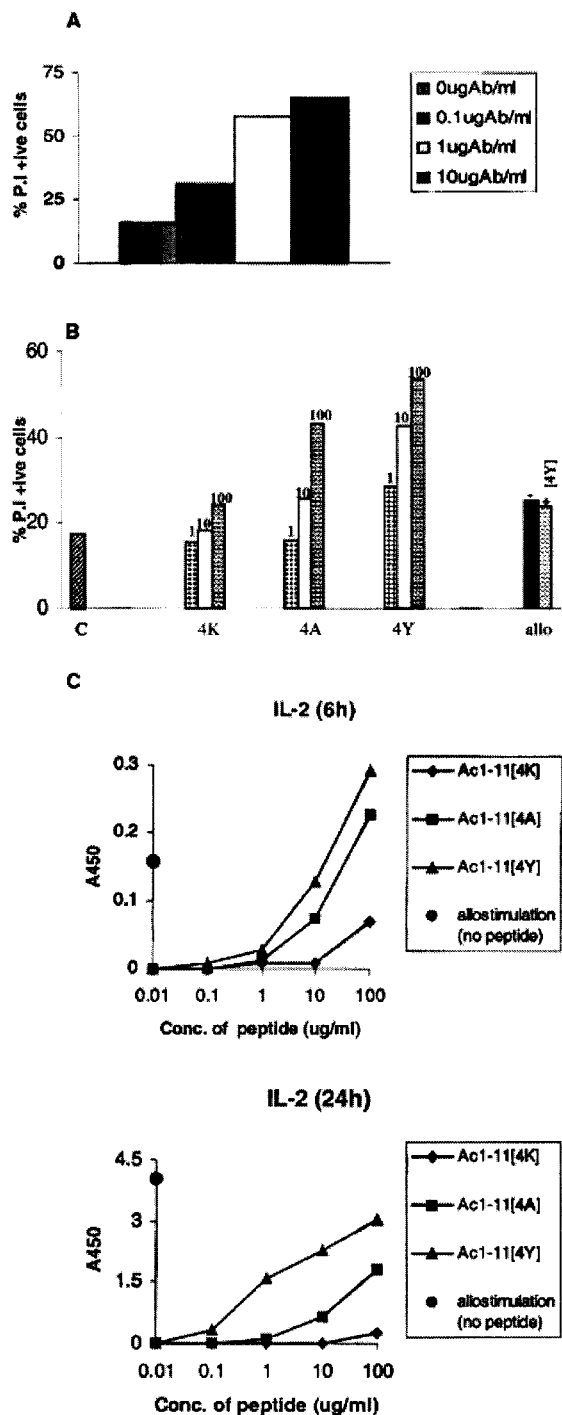 A
75
50
25
0
% P.I +ive cells
0ugAb/ml
0.1ugAb/ml
1ugAb/ml
10ugAb/ml
B
60
40
20
0
% P.I +ive cells
1 10 100
1 10 100
1 10 100
- + [4Y]
C 4K 4A 4Y allo
C
IL-2 (6h)
0.3
0.2
0.1
0
A450
0.01 0.1 1 10 100
Conc. of peptide (ug/ml)
Ac1-11[4K]
Ac1-11[4A]
Ac1-11[4Y]
allostimulation
(no peptide)
IL-2 (24h)
4.5
3
1.5
0
A450
0.01 0.1 1 10 100
Conc. of peptide (ug/ml)
Ac1-11[4K]
Ac1-11[4A]
Ac1-11[4Y]
allostimulation
(no peptide)